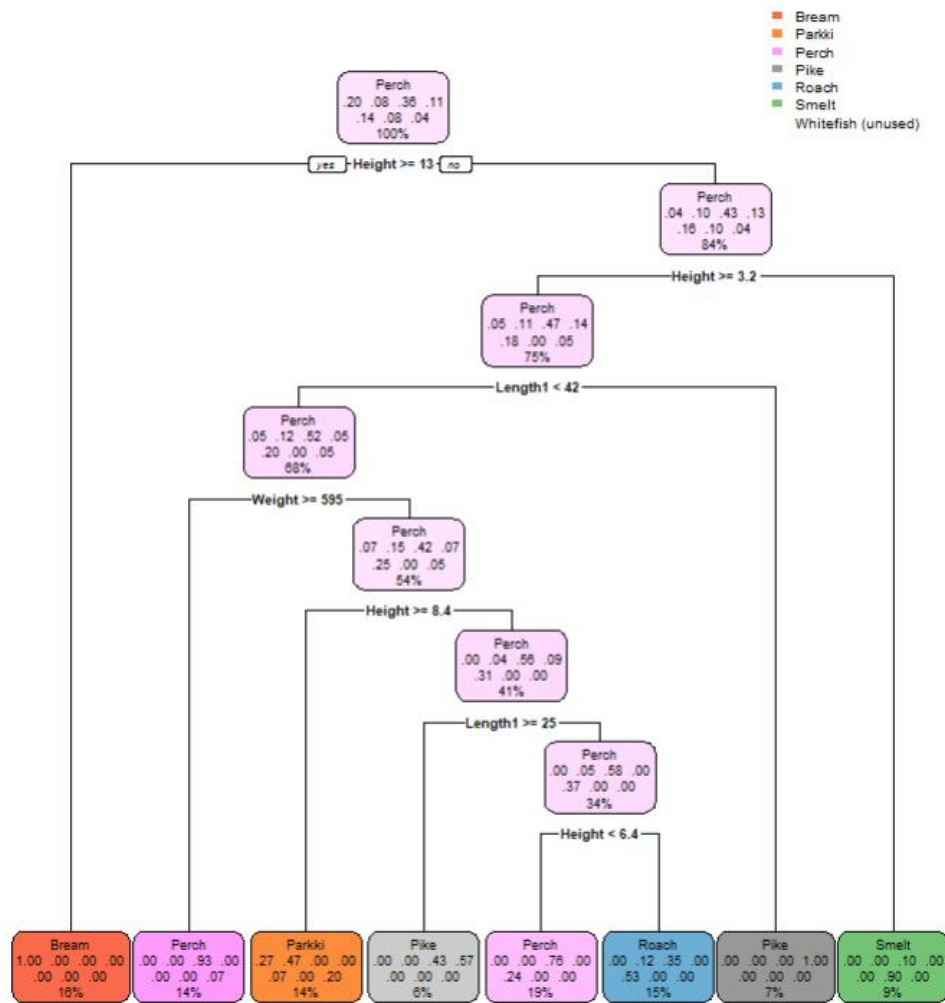 Bream
Parkki
Perch
Pike
Roach
Smelt
Whitefish (unused)
Perch
.20 .08 .36 .11
.14 .08 .04
100%
yes Height >= 13 no
Perch
.04 .10 .43 .13
.16 .10 .04
84%
Height >= 3.2
Perch
.05 .11 .47 .14
.18 .00 .05
75%
Length1 < 42
Perch
.05 .12 .52 .05
.20 .00 .05
68%
Weight >= 595
Perch
.07 .15 .42 .07
.25 .00 .05
54%
Height >= 8.4
Perch
.00 .04 .56 .09
.31 .00 .00
41%
Length1 >= 25
Perch
.00 .05 .58 .00
.37 .00 .00
34%
Height < 6.4
Bream
1.00 .00 .00 .00
.00 .00 .00
16%
Perch
.00 .00 .93 .00
.00 .00 .07
14%
Parkki
.27 .47 .00 .00
.07 .00 .20
14%
Pike
.00 .00 .43 .57
.00 .00 .00
6%
Perch
.00 .00 .76 .00
.24 .00 .00
19%
Roach
.00 .12 .35 .00
.53 .00 .00
15%
Pike
.00 .00 .00 1.00
.00 .00 .00
7%
Smelt
.00 .00 .10 .00
.00 .90 .00
9%